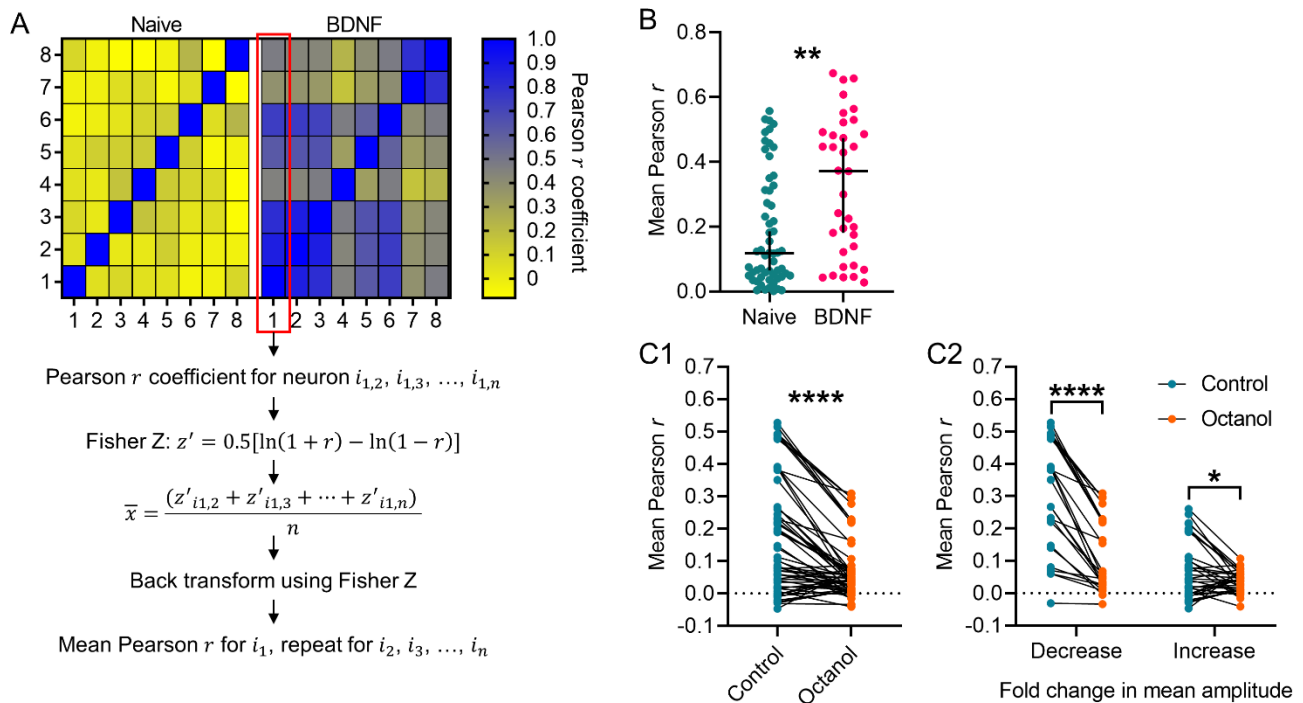 A
Naive BDNF
8
7
6
5
4
3
2
1
1 2 3 4 5 6 7 8 1 2 3 4 5 6 7 8
1.0
0.9
0.8
0.7
0.6
0.5
0.4
0.3
0.2
0.1
0
Pearson r coefficient
Pearson r coefficient for neuron i₁,₂, i₁,₃, …, i₁,ₙ
Fisher Z: z′ = 0.5[ln(1 + r) − ln(1 − r)]
x̄ = (z′i1,2 + z′i1,3 + ⋯ + z′i1,n) / n
Back transform using Fisher Z
Mean Pearson r for i₁, repeat for i₂, i₃, …, iₙ
B
**
Mean Pearson r
0.8
0.6
0.4
0.2
0.0
Naive BDNF
C1
****
Mean Pearson r
0.7
0.6
0.5
0.4
0.3
0.2
0.1
0.0
-0.1
Control Octanol
C2
Control
Octanol
****
*
Mean Pearson r
0.7
0.6
0.5
0.4
0.3
0.2
0.1
0.0
-0.1
Decrease Increase
Fold change in mean amplitude